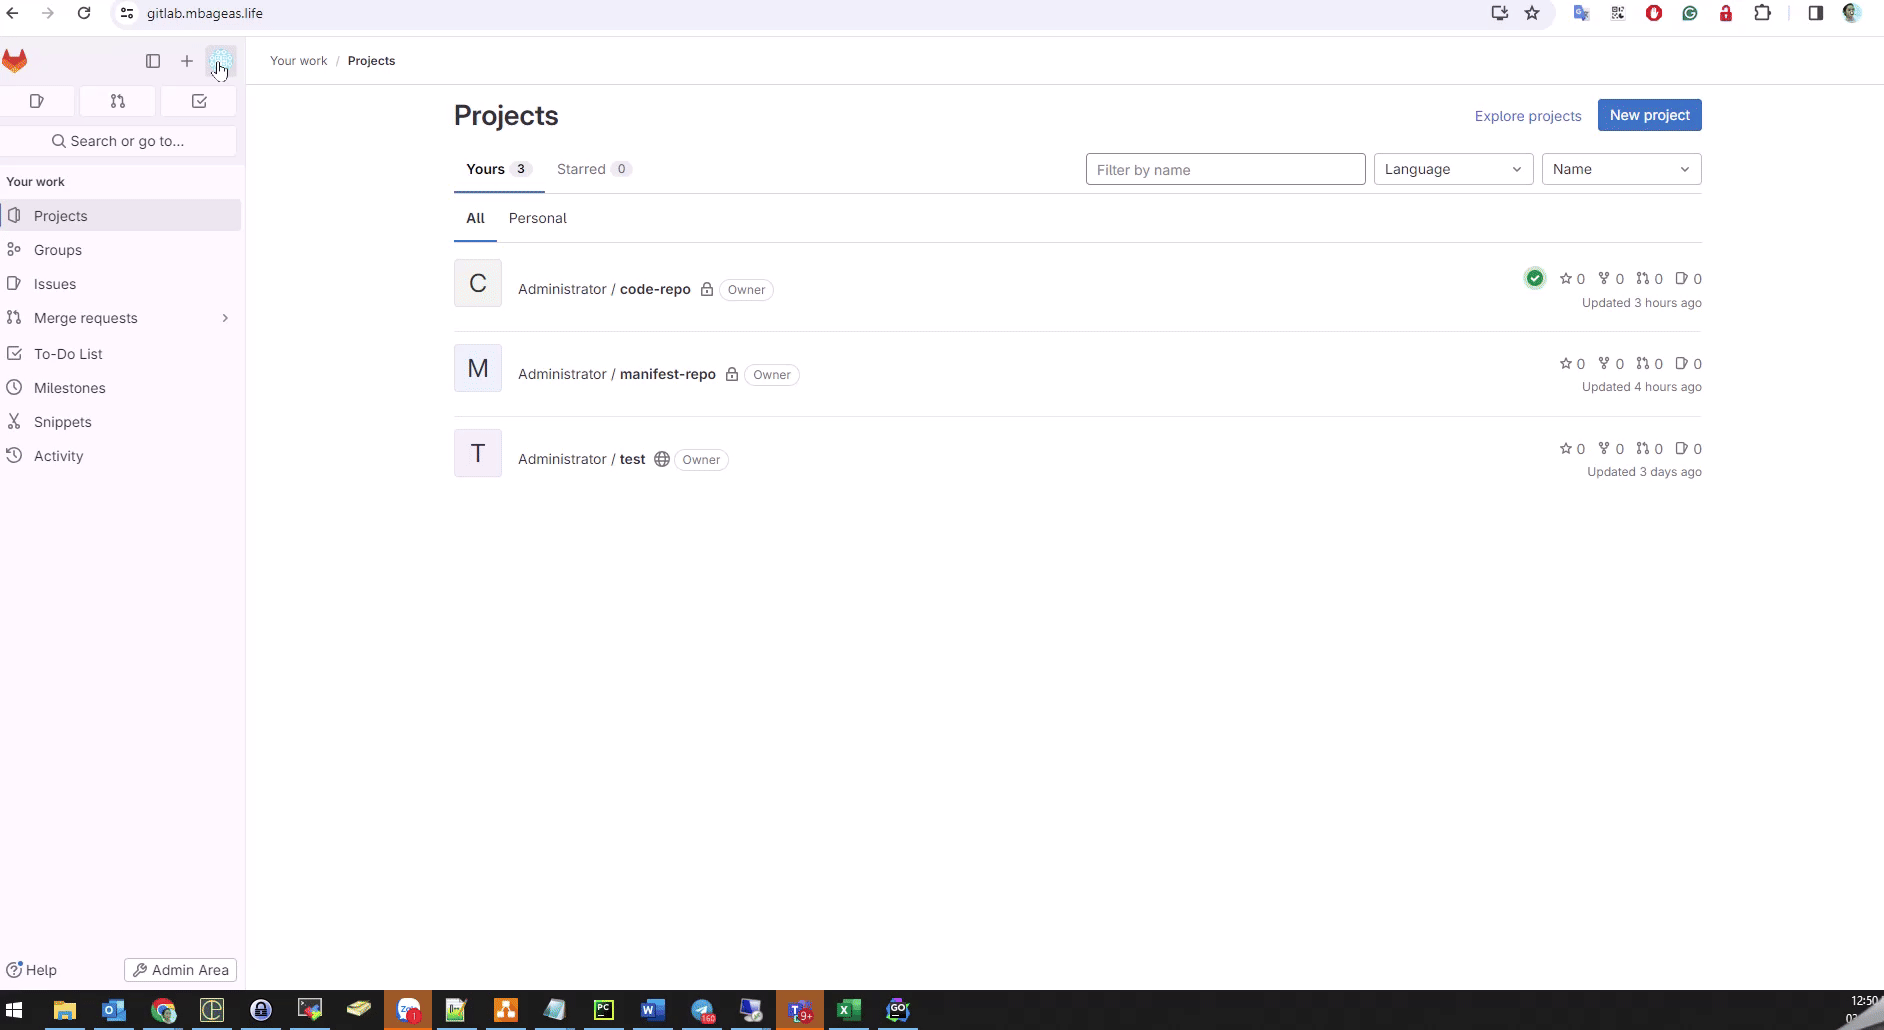 gitlab.mbageas.life
Your work / Projects
Search or go to...
Your work
Projects
Groups
Issues
Merge requests
To-Do List
Milestones
Snippets
Activity
Help
Admin Area
Projects
Explore projects
New project
Yours 3
Starred 0
Filter by name
Language
Name
All
Personal
C
Administrator / code-repo
Owner
0 0 0 0
Updated 3 hours ago
M
Administrator / manifest-repo
Owner
0 0 0 0
Updated 4 hours ago
T
Administrator / test
Owner
0 0 0 0
Updated 3 days ago
PC
W
160
T 9+
X
GO
12:50